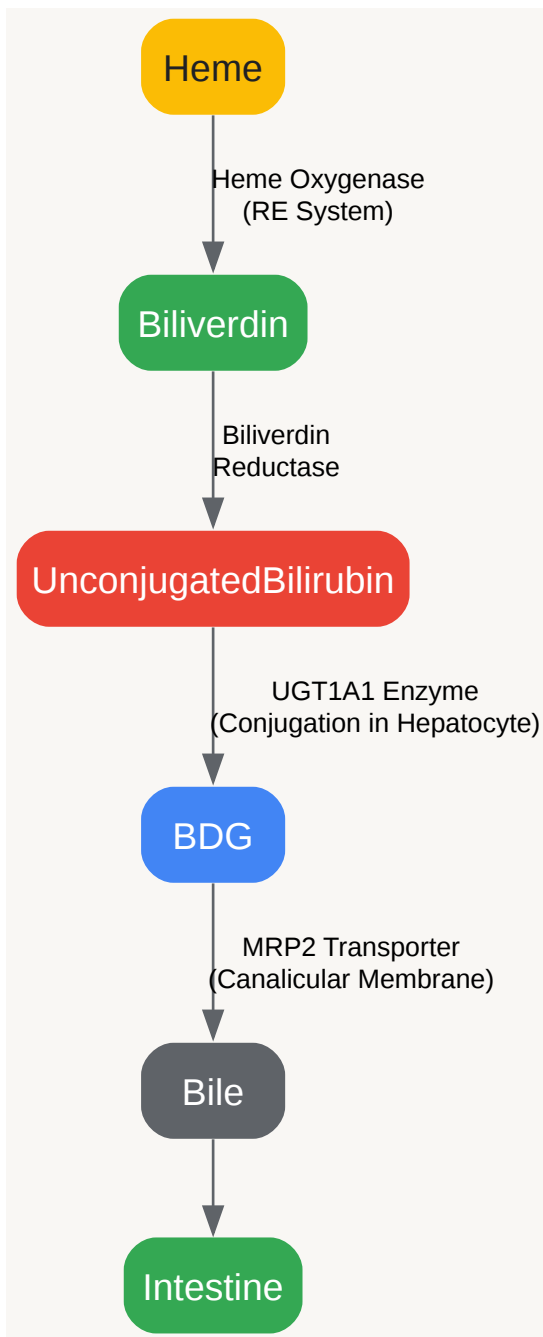 Heme
Heme Oxygenase
(RE System)
Biliverdin
Biliverdin
Reductase
UnconjugatedBilirubin
UGT1A1 Enzyme
(Conjugation in Hepatocyte)
BDG
MRP2 Transporter
(Canalicular Membrane)
Bile
Intestine